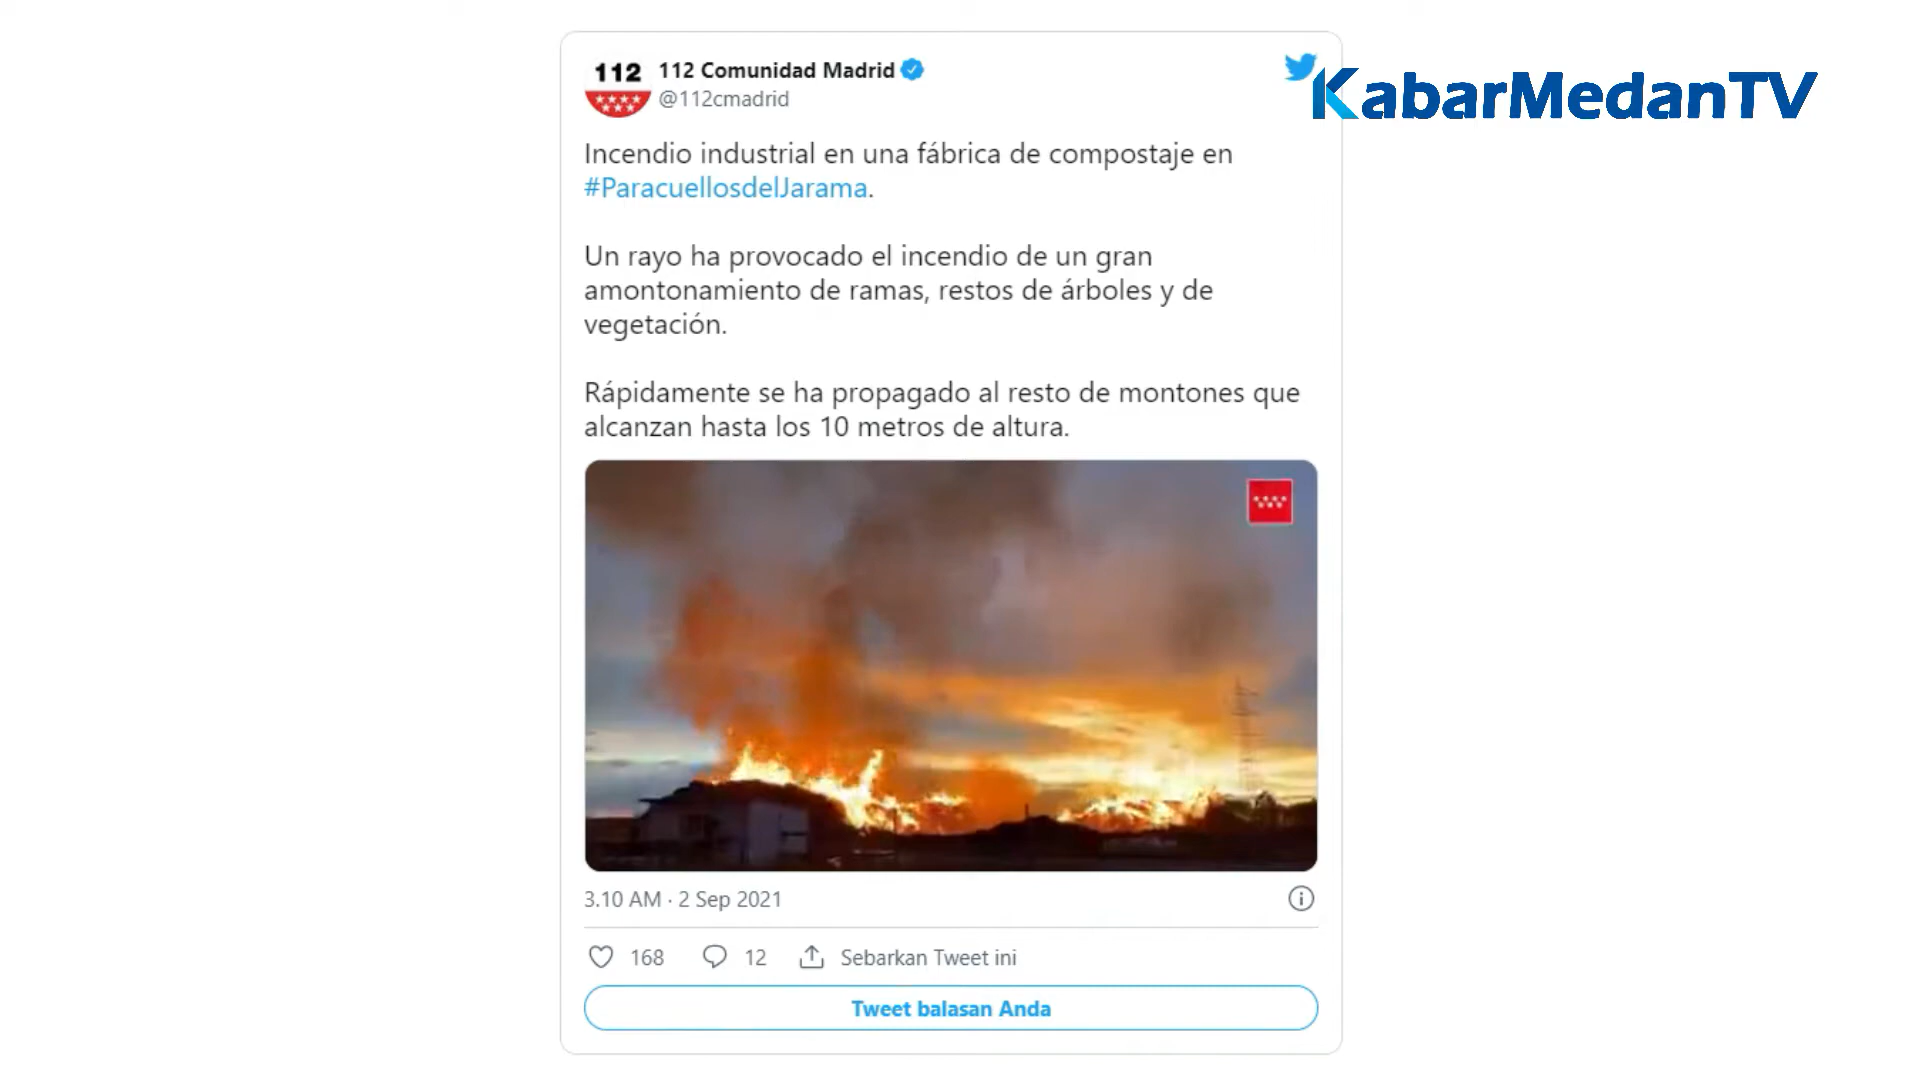 112
112 Comunidad Madrid
@112cmadrid
KabarMedanTV
Incendio industrial en una fábrica de compostaje en
#ParacuellosdelJarama.
Un rayo ha provocado el incendio de un gran
amontonamiento de ramas, restos de árboles y de
vegetación.
Rápidamente se ha propagado al resto de montones que
alcanzan hasta los 10 metros de altura.
3.10 AM · 2 Sep 2021
168
12
Sebarkan Tweet ini
Tweet balasan Anda